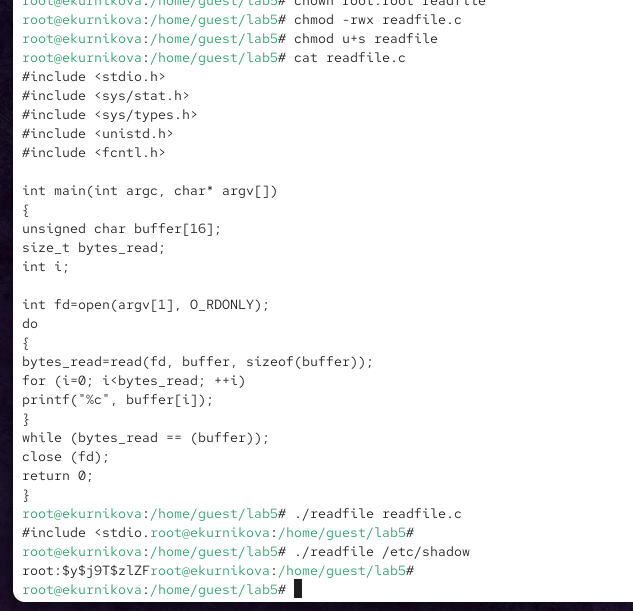 root@ekurnikova:/home/guest/lab5# chown root:root readfile
root@ekurnikova:/home/guest/lab5# chmod -rwx readfile.c
root@ekurnikova:/home/guest/lab5# chmod u+s readfile
root@ekurnikova:/home/guest/lab5# cat readfile.c
#include <stdio.h>
#include <sys/stat.h>
#include <sys/types.h>
#include <unistd.h>
#include <fcntl.h>

int main(int argc, char* argv[])
{
unsigned char buffer[16];
size_t bytes_read;
int i;

int fd=open(argv[1], O_RDONLY);
do
{
bytes_read=read(fd, buffer, sizeof(buffer));
for (i=0; i<bytes_read; ++i)
printf("%c", buffer[i]);
}
while (bytes_read == (buffer));
close (fd);
return 0;
}
root@ekurnikova:/home/guest/lab5# ./readfile readfile.c
#include <stdio.root@ekurnikova:/home/guest/lab5#
root@ekurnikova:/home/guest/lab5# ./readfile /etc/shadow
root:$y$j9T$zlZFroot@ekurnikova:/home/guest/lab5#
root@ekurnikova:/home/guest/lab5#